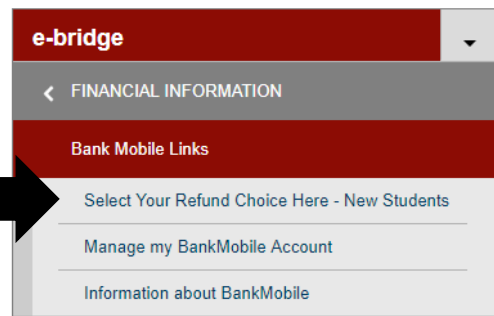 e-bridge
FINANCIAL INFORMATION
Bank Mobile Links
Select Your Refund Choice Here - New Students
Manage my BankMobile Account
Information about BankMobile